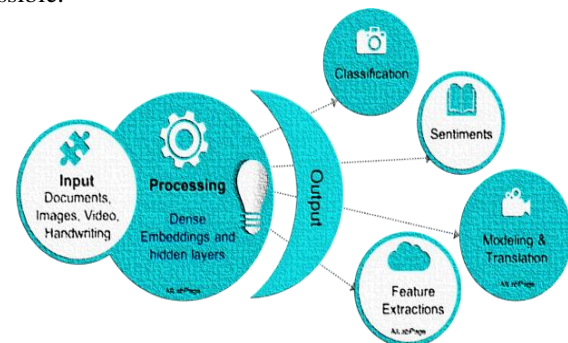 Input
Documents,
Images, Video,
Handwriting
Processing
Dense
Embeddings and
hidden layers
Output
Classification
Sentiments
Modeling &
Translation
Feature
Extractions